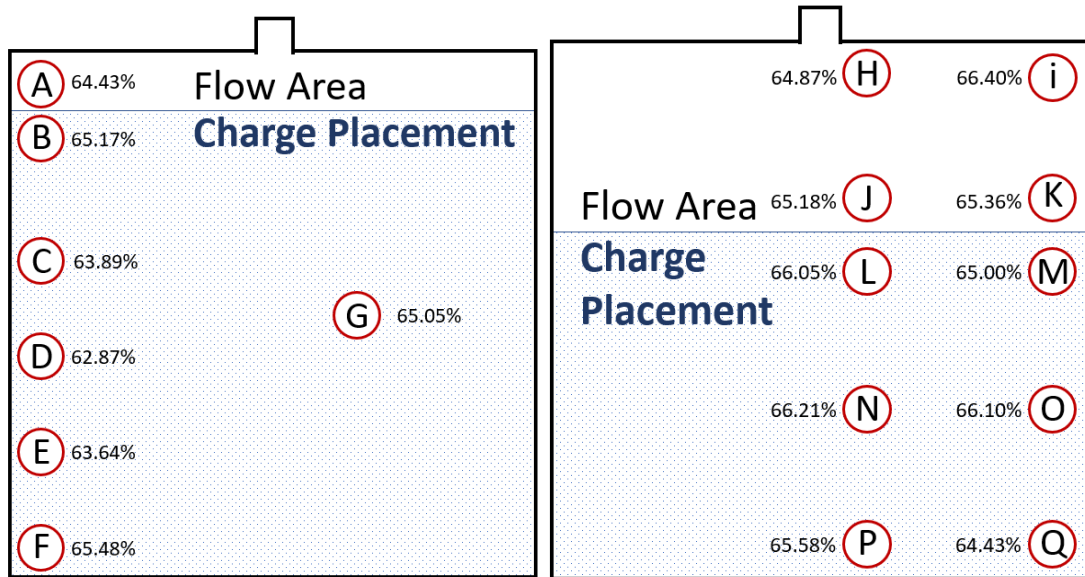 A 64.43% Flow Area
B 65.17% Charge Placement
C 63.89%
G 65.05%
D 62.87%
E 63.64%
F 65.48%
64.87% H 66.40% i
Flow Area 65.18% J 65.36% K
Charge
Placement
66.05% L 65.00% M
66.21% N 66.10% O
65.58% P 64.43% Q